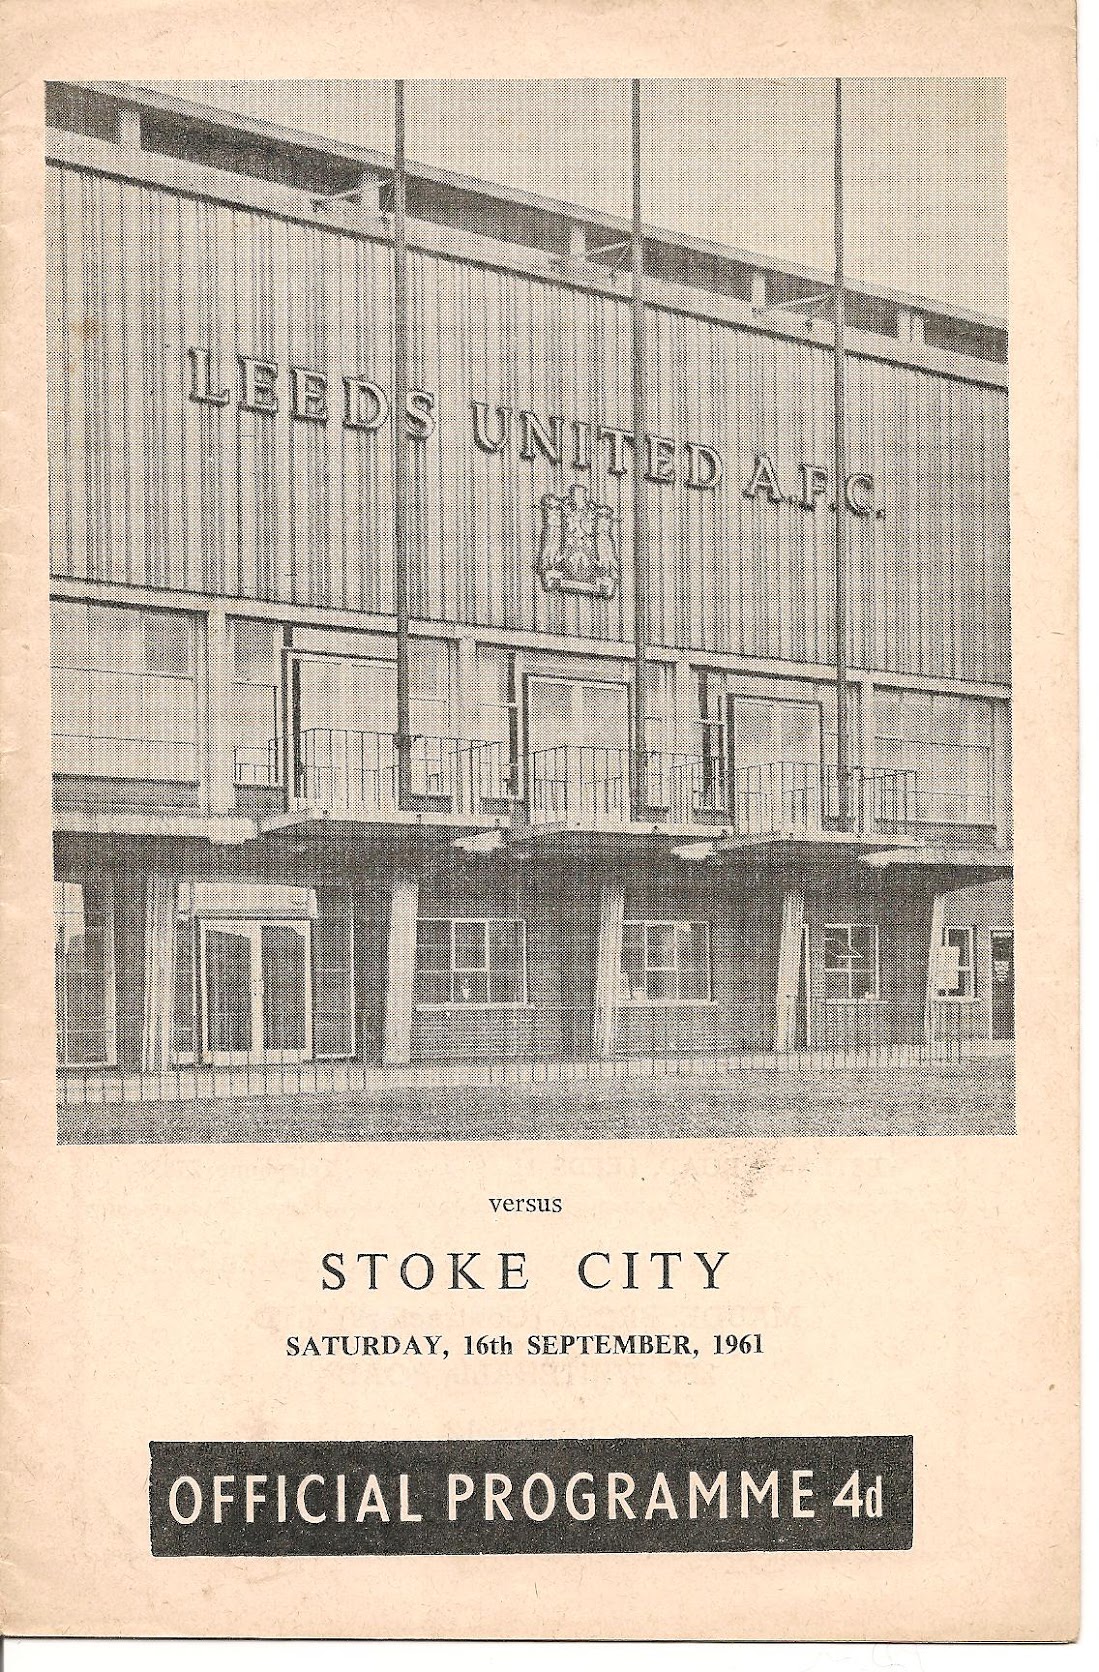 LEEDS UNITED A.F.C.
versus
STOKE CITY
SATURDAY, 16th SEPTEMBER, 1961
OFFICIAL PROGRAMME 4d